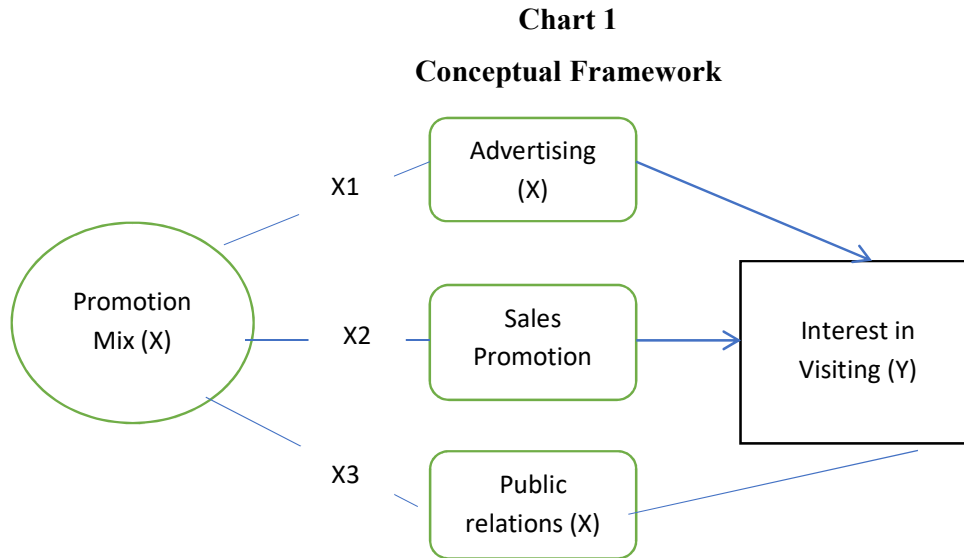 Chart 1
Conceptual Framework
Advertising
(X)
X1
Promotion
Mix (X)
X2
Sales
Promotion
Interest in
Visiting (Y)
X3
Public
relations (X)